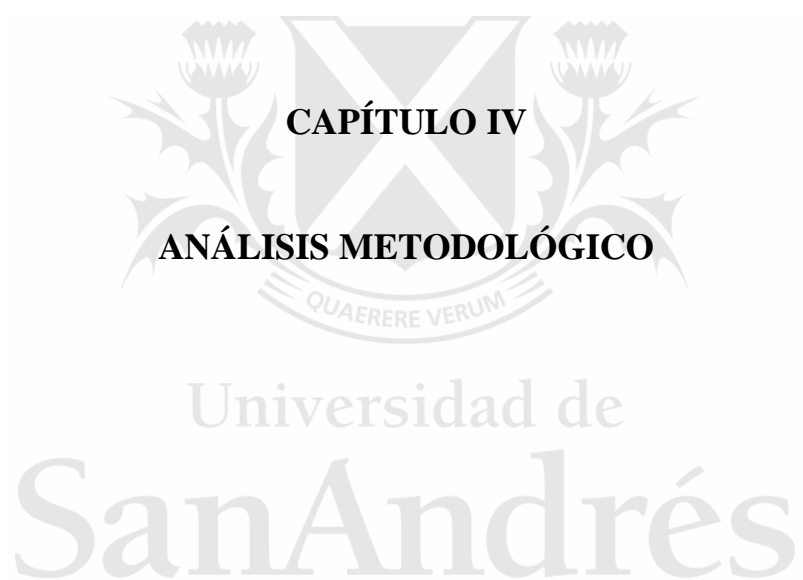 CAPÍTULO IV
ANÁLISIS METODOLÓGICO
QUAERERE VERUM
Universidad de
SanAndrés